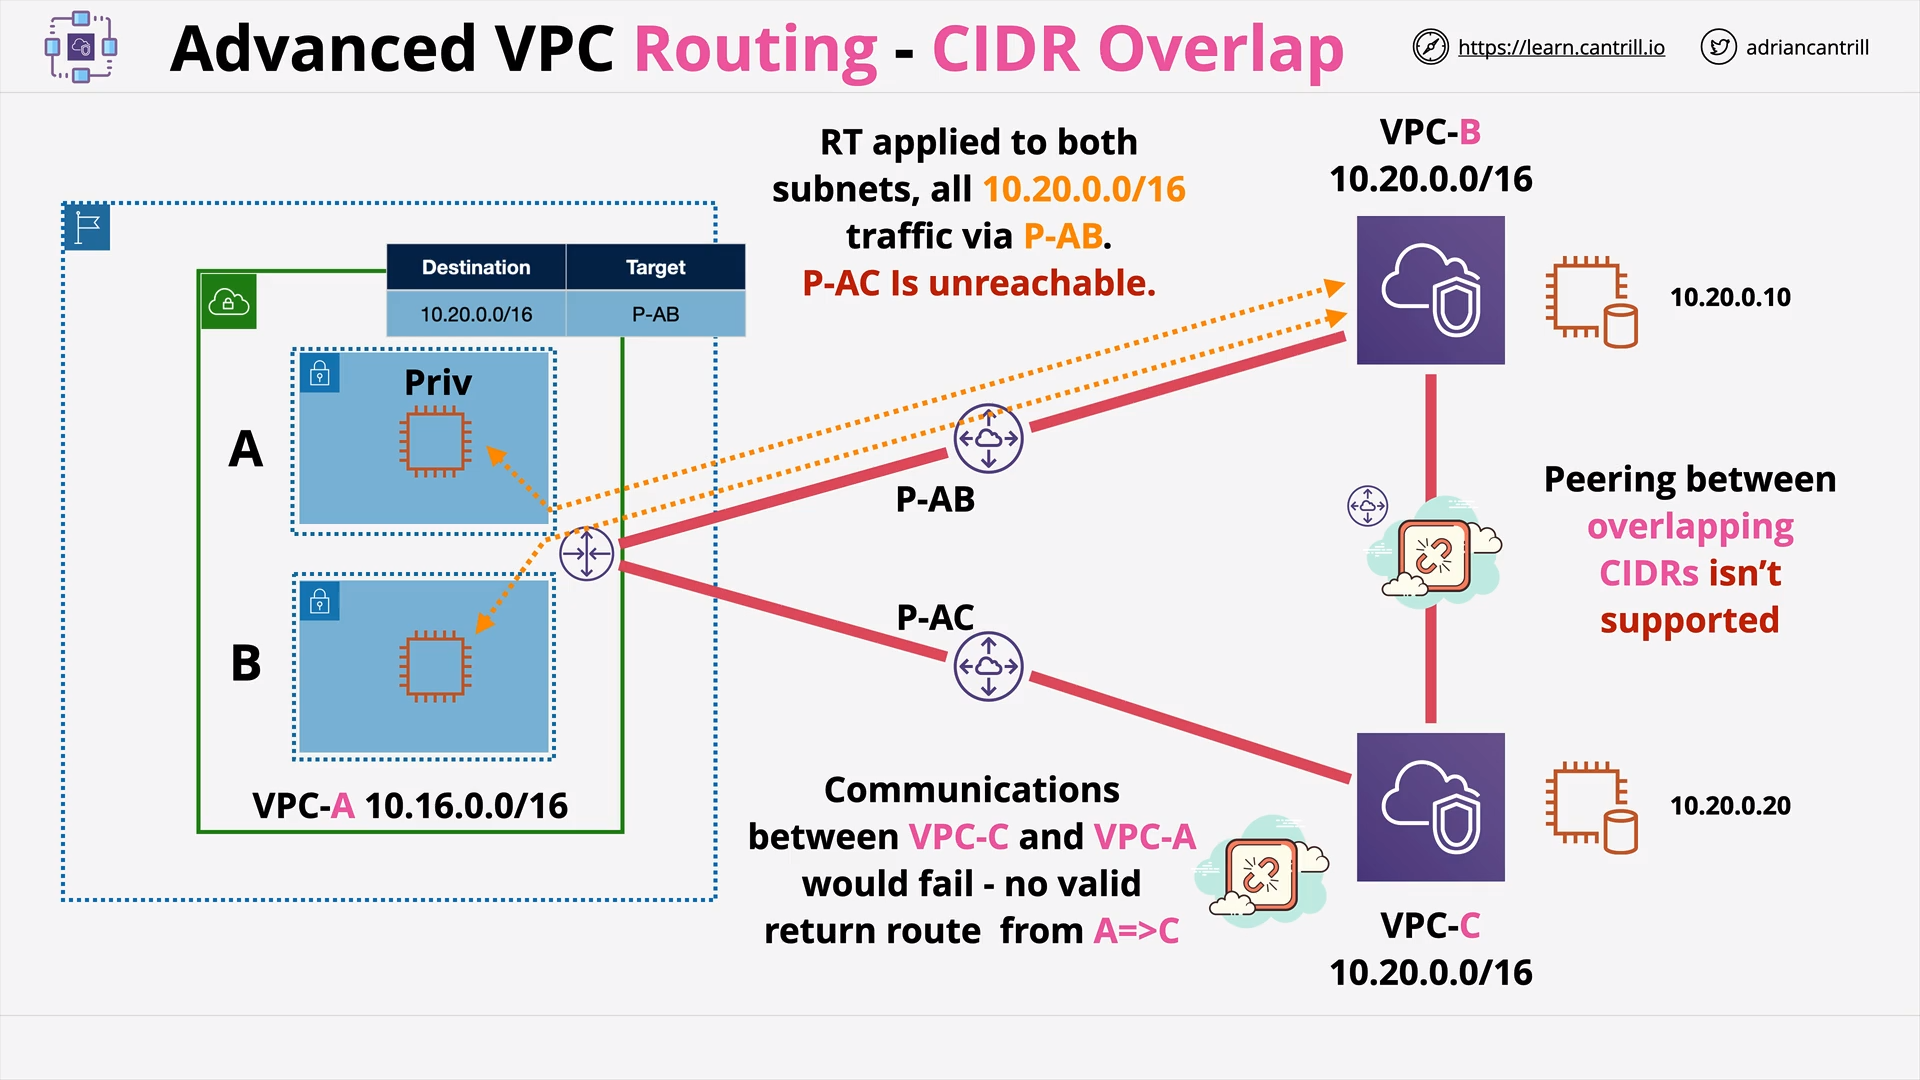 Advanced VPC Routing - CIDR Overlap
https://learn.cantrill.io
adriancantrill
RT applied to both
subnets, all 10.20.0.0/16
traffic via P-AB.
P-AC Is unreachable.
VPC-B
10.20.0.0/16
10.20.0.10
Destination Target
10.20.0.0/16 P-AB
Priv
A
B
VPC-A 10.16.0.0/16
P-AB
P-AC
Peering between
overlapping
CIDRs isn’t
supported
Communications
between VPC-C and VPC-A
would fail - no valid
return route from A=>C
10.20.0.20
VPC-C
10.20.0.0/16